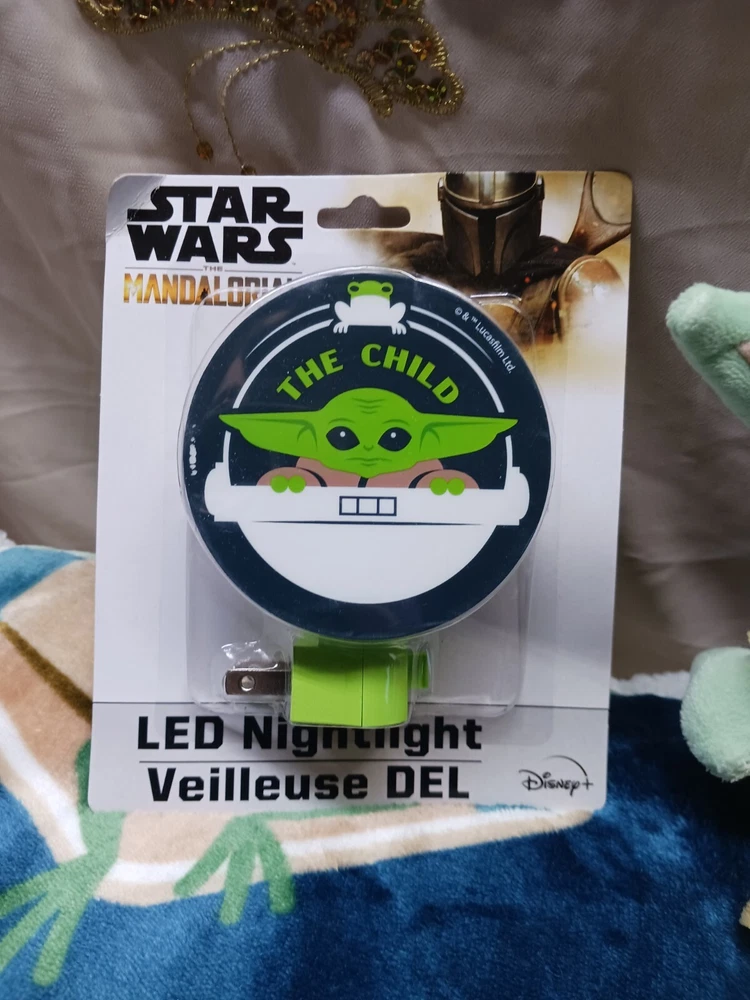 STAR
WARS
THE
MANDALORIAN
© & ™ Lucasfilm Ltd.
THE CHILD
LED Nightlight
Veilleuse DEL
Disney+